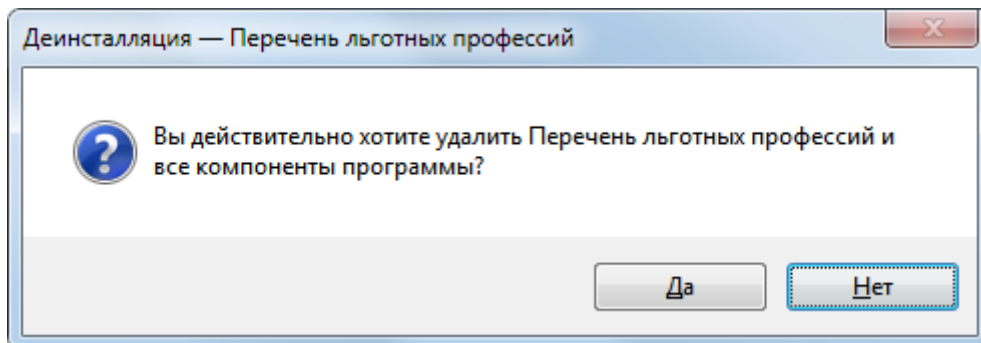 Деинсталляция — Перечень льготных профессий
Вы действительно хотите удалить Перечень льготных профессий и
все компоненты программы?
Да
Нет